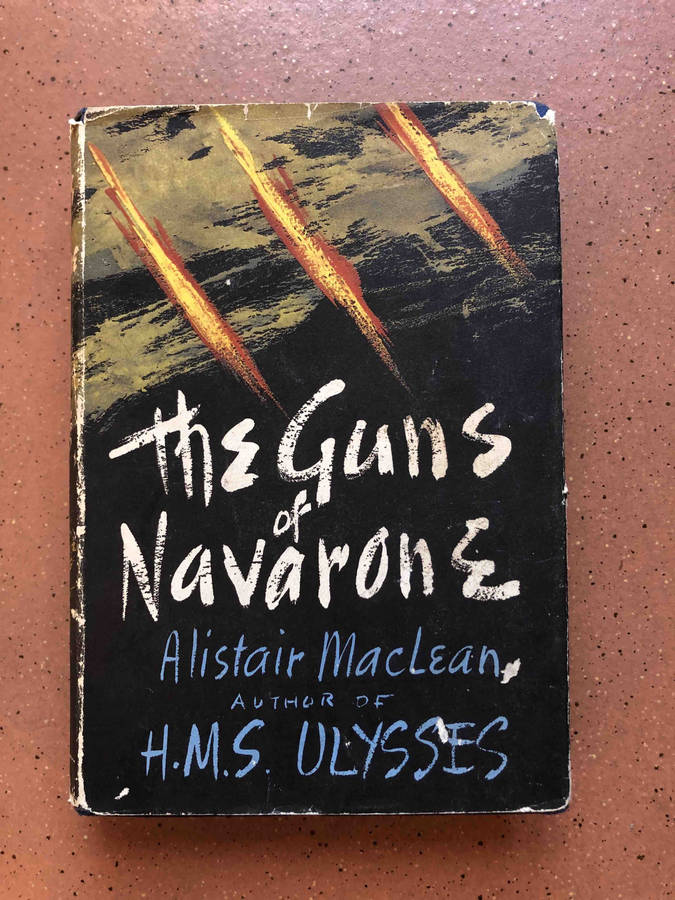 the Guns
of
Navarone
Alistair MacLean
AUTHOR OF
H.M.S. ULYSSES